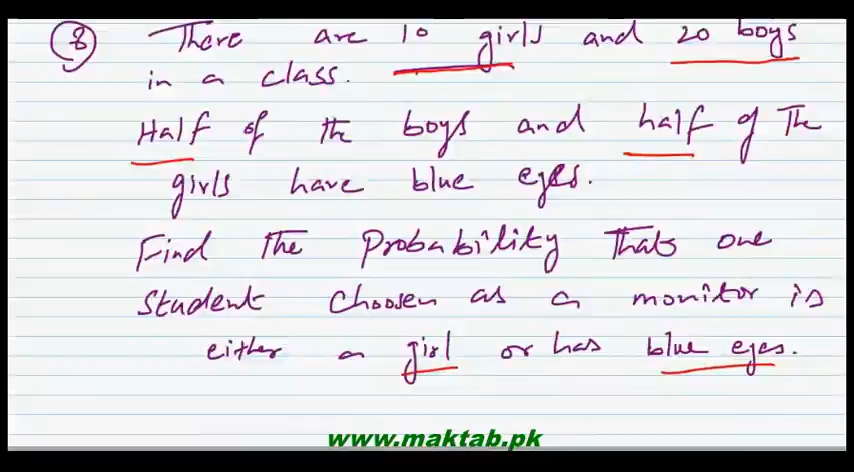 8 There are 10 girls and 20 boys
in a class.
Half of the boys and half of the
girls have blue eyes.
Find the Probability Thats one
Student Choosen as a monitor is
either a girl or has blue eyes.
www.maktab.pk